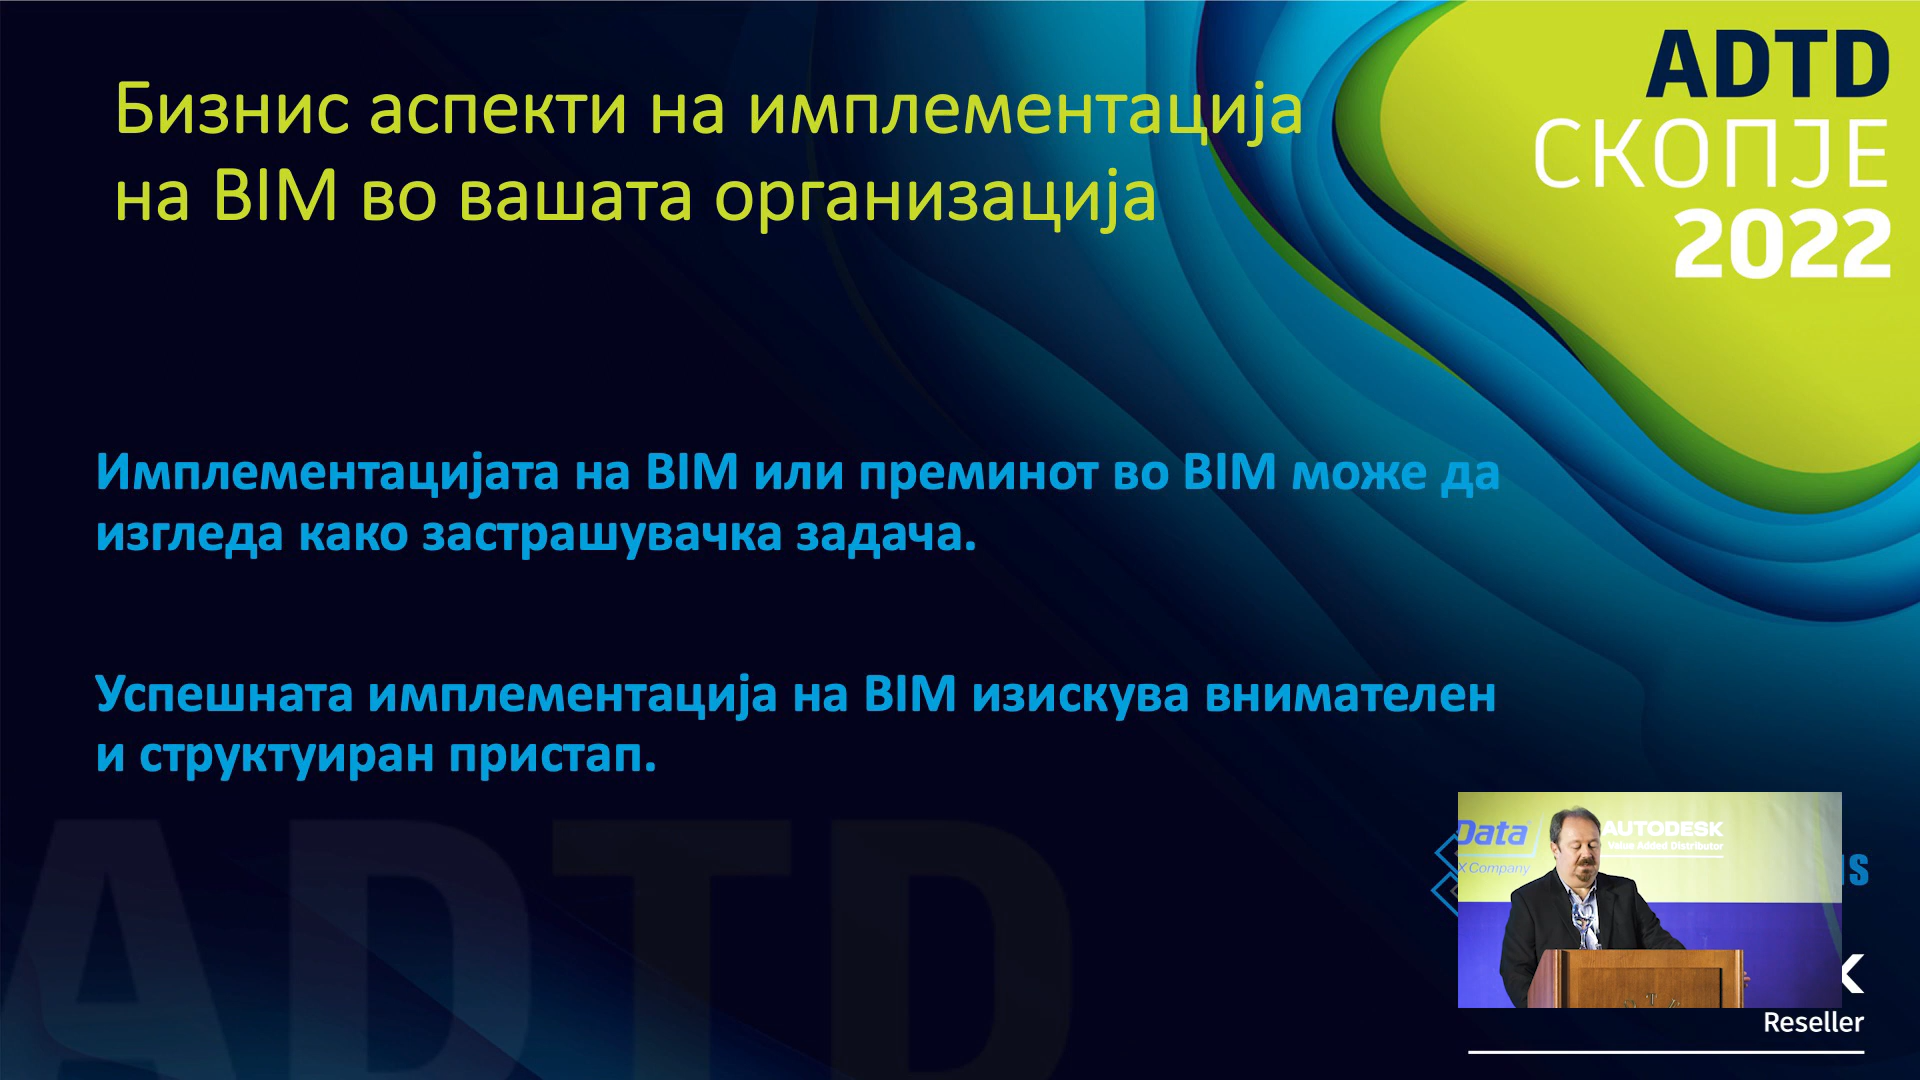 Бизнис аспекти на имплементација
на BIM во вашата организација
ADTD
СКОПЈЕ
2022
Имплементацијата на BIM или преминот во BIM може да
изгледа како застрашувачка задача.
Успешната имплементација на BIM изискува внимателен
и структуиран пристап.
ADTD
Data
X Company
AUTODESK
Value Added Distributor
Reseller